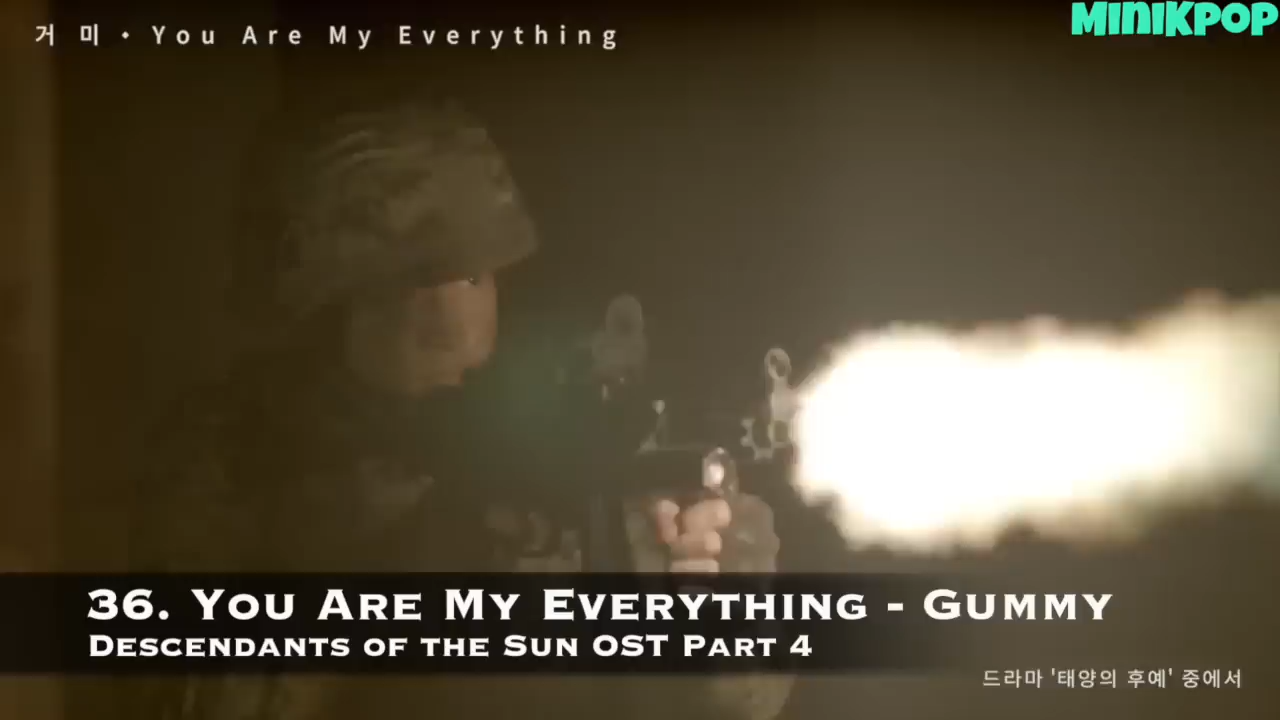 거 미 • You Are My Everything
MiniKpop
36. You Are My Everything - Gummy
Descendants of the Sun OST Part 4
드라마 '태양의 후예' 중에서